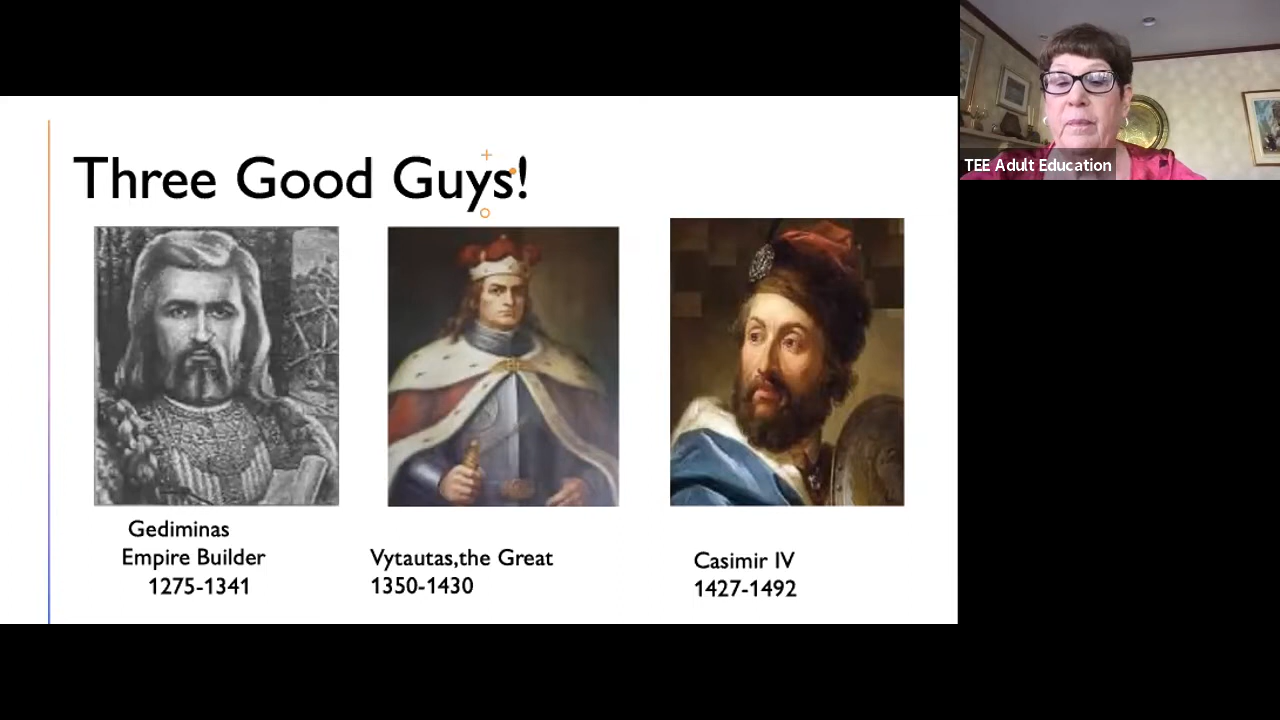 Three Good Guys!
Gediminas
Empire Builder
1275-1341
Vytautas,the Great
1350-1430
Casimir IV
1427-1492
TEE Adult Education